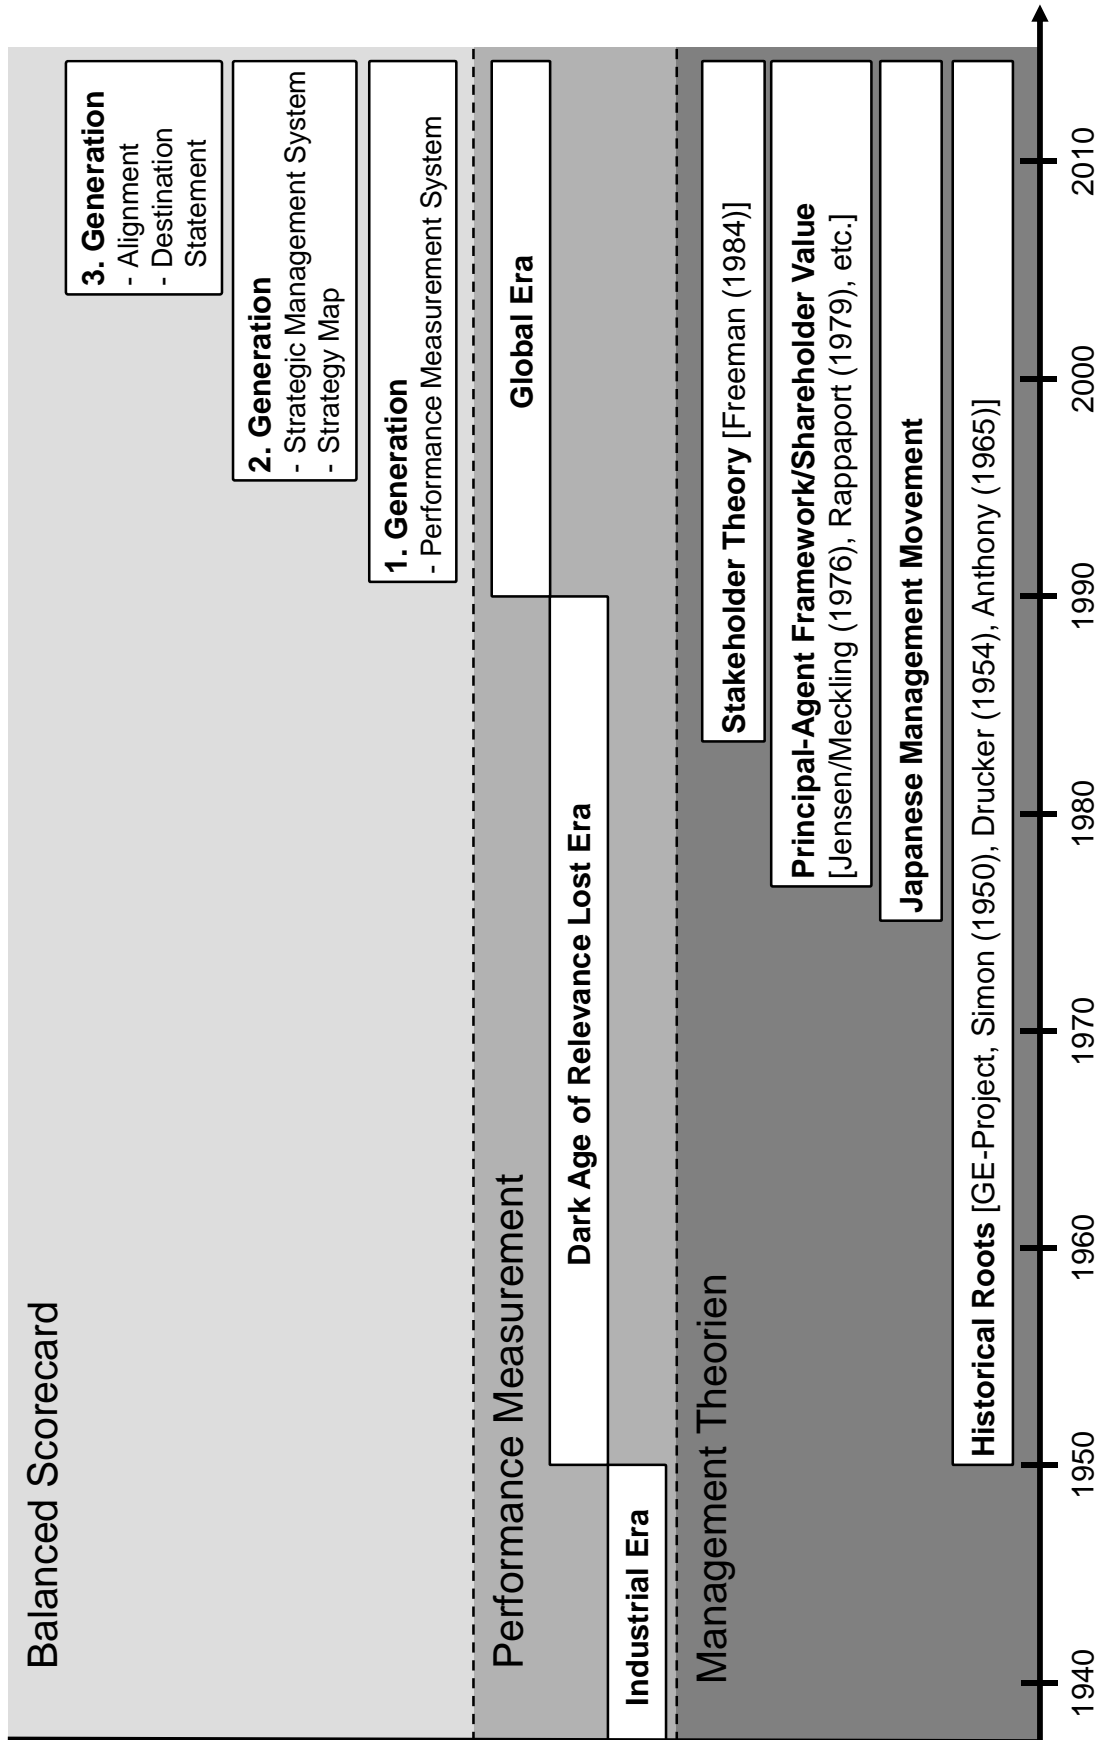 Balanced Scorecard
3. Generation
- Alignment
- Destination
Statement
2. Generation
- Strategic Management System
- Strategy Map
1. Generation
- Performance Measurement System
Performance Measurement
Global Era
Dark Age of Relevance Lost Era
Industrial Era
Management Theorien
Stakeholder Theory [Freeman (1984)]
Principal-Agent Framework/Shareholder Value
[Jensen/Meckling (1976), Rappaport (1979), etc.]
Japanese Management Movement
Historical Roots [GE-Project, Simon (1950), Drucker (1954), Anthony (1965)]
1940 1950 1960 1970 1980 1990 2000 2010